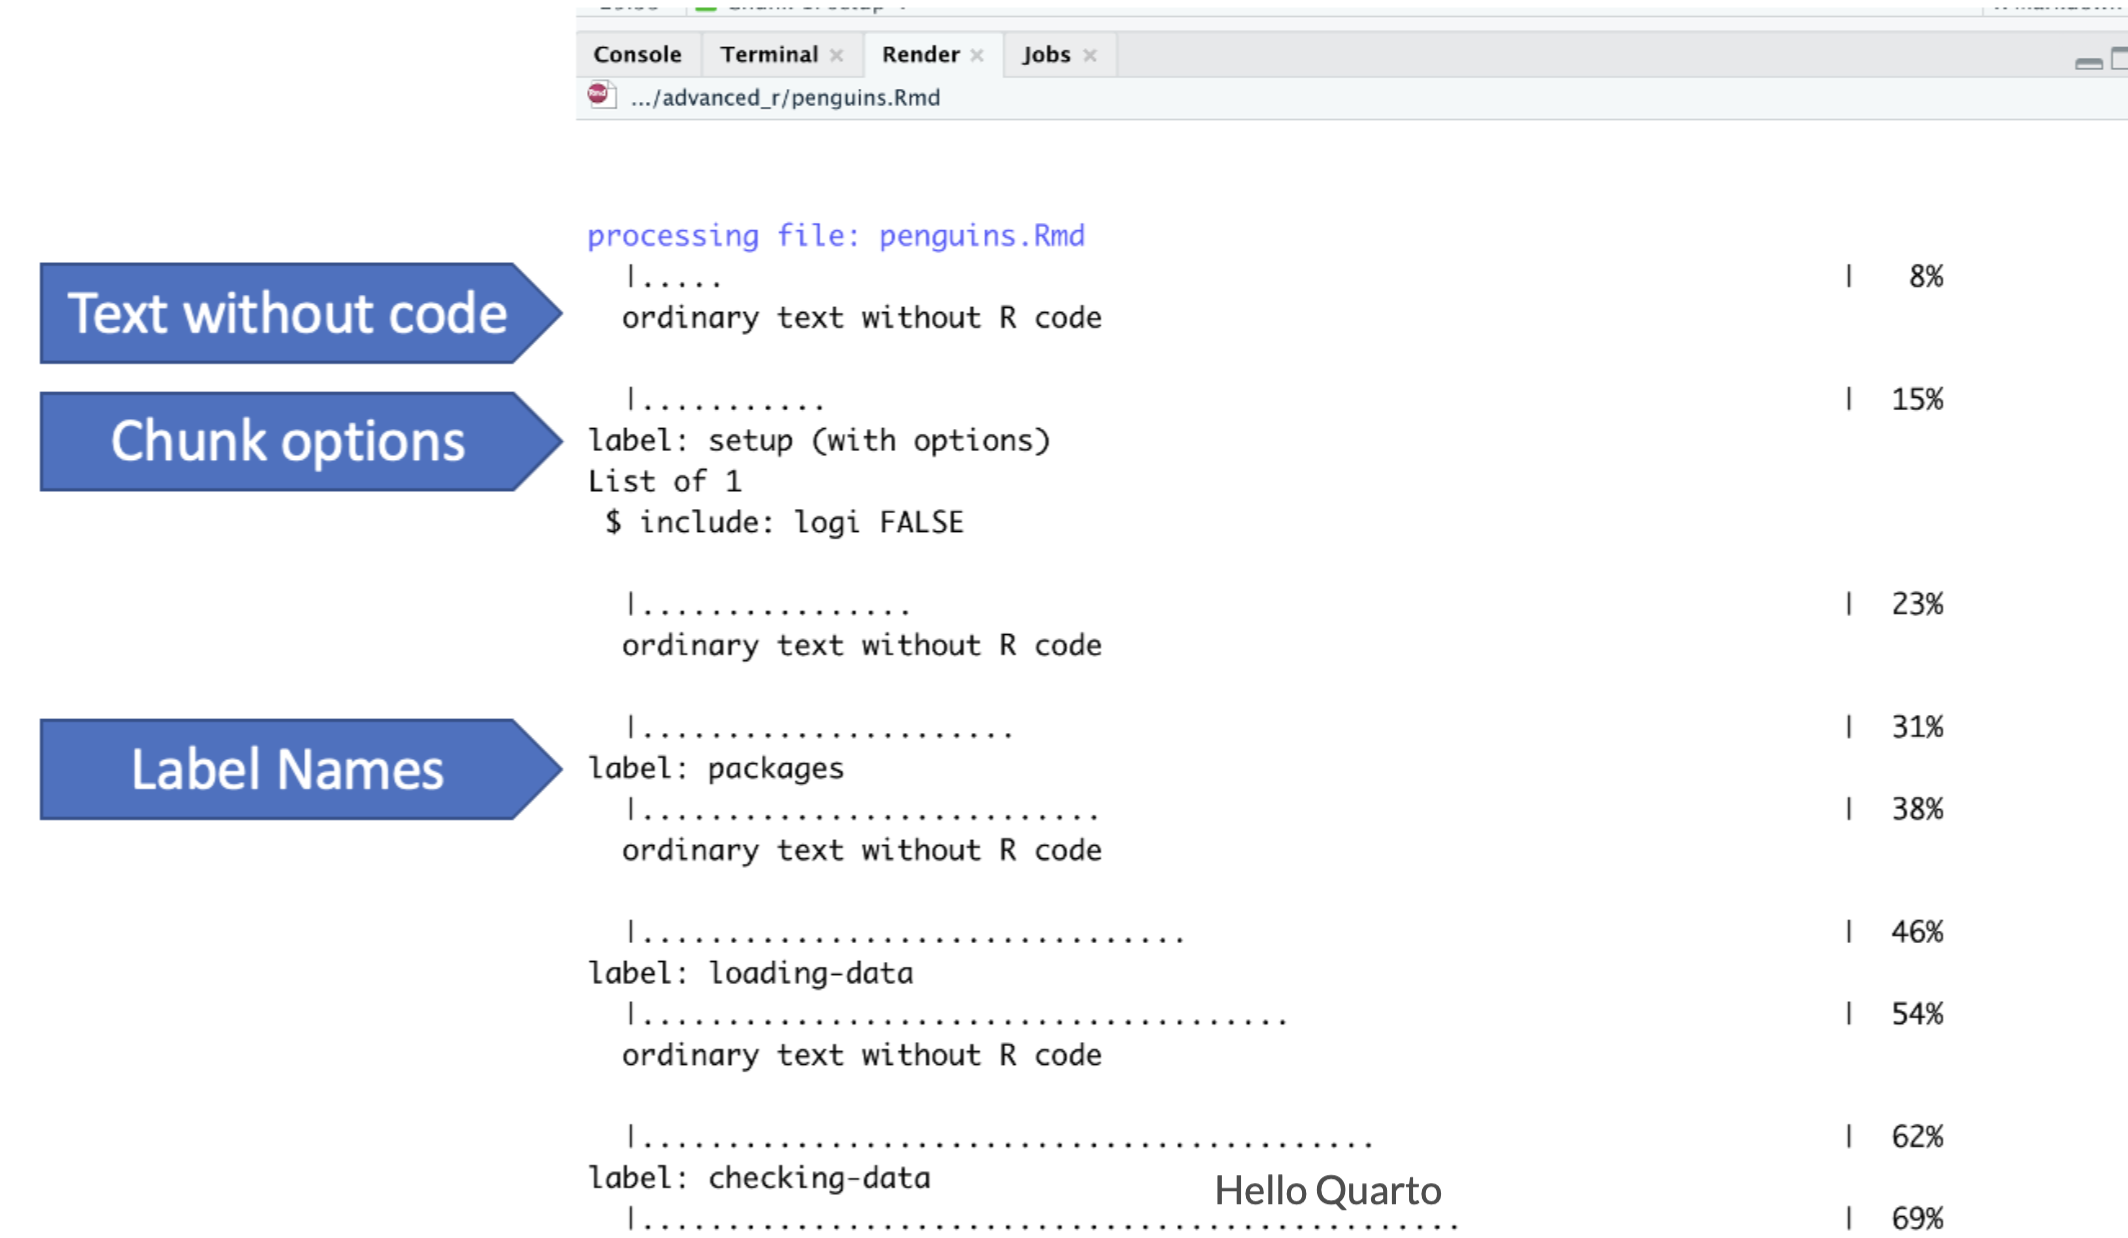 Console Terminal × Render × Jobs ×
.../advanced_r/penguins.Rmd
processing file: penguins.Rmd
|..... | 8%
Text without code
ordinary text without R code
|........... | 15%
Chunk options
label: setup (with options)
List of 1
$ include: logi FALSE
|................ | 23%
ordinary text without R code
|...................... | 31%
Label Names
label: packages
|........................... | 38%
ordinary text without R code
|................................ | 46%
label: loading-data
|...................................... | 54%
ordinary text without R code
|........................................... | 62%
label: checking-data
Hello Quarto
|................................................ | 69%